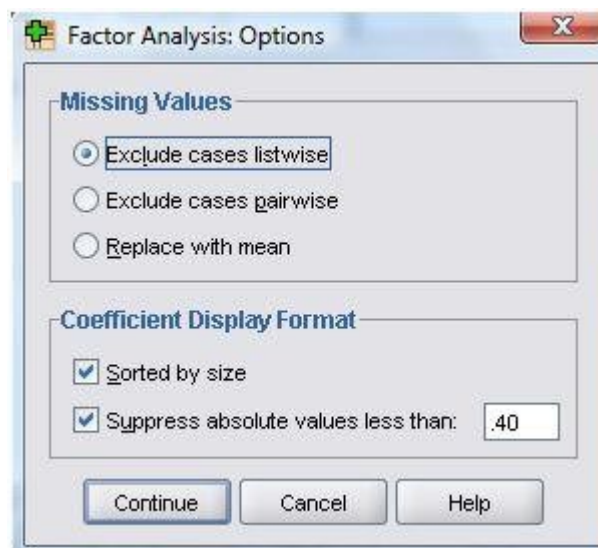 Factor Analysis: Options
Missing Values
Exclude cases listwise
Exclude cases pairwise
Replace with mean
Coefficient Display Format
Sorted by size
Suppress absolute values less than: .40
Continue Cancel Help